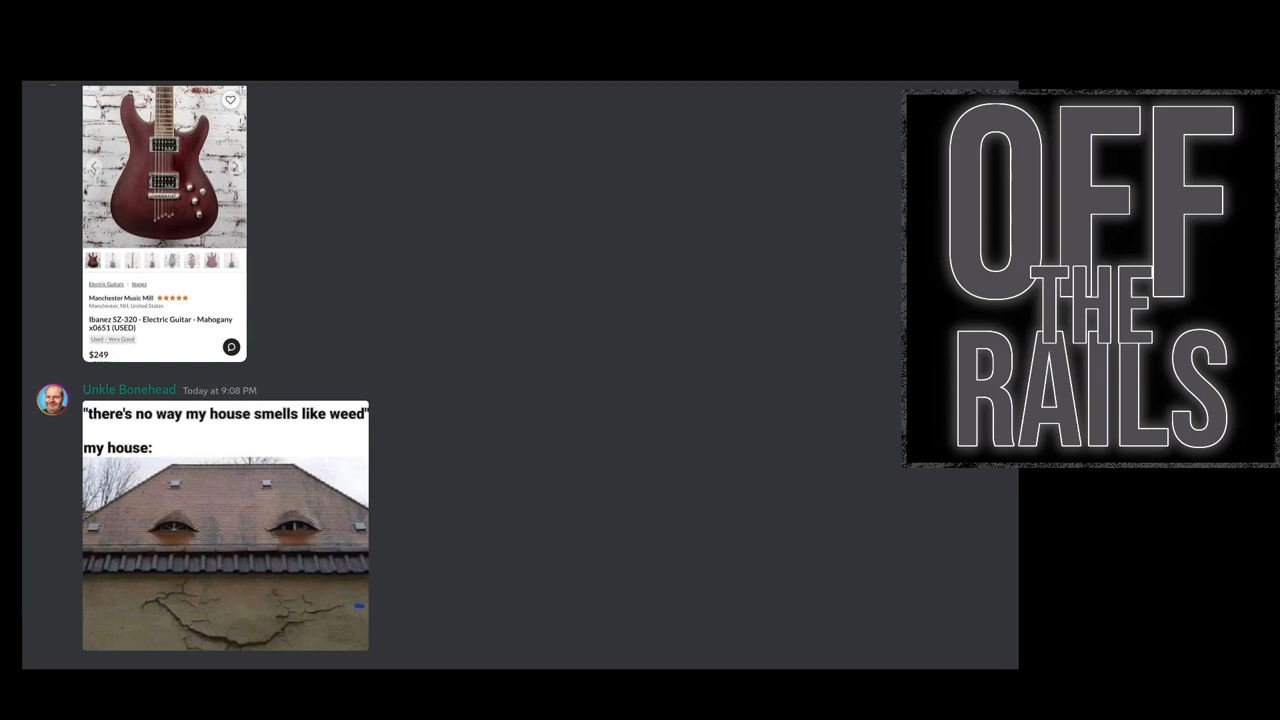 Electric Guitars > Ibanez
Manchester Music Mill
Manchester, NH, United States
Ibanez SZ-320 - Electric Guitar - Mahogany
x0651 (USED)
Used – Very Good
$249
Unkle Bonehead Today at 9:08 PM
"there's no way my house smells like weed"
my house:
OFF
THE
RAILS